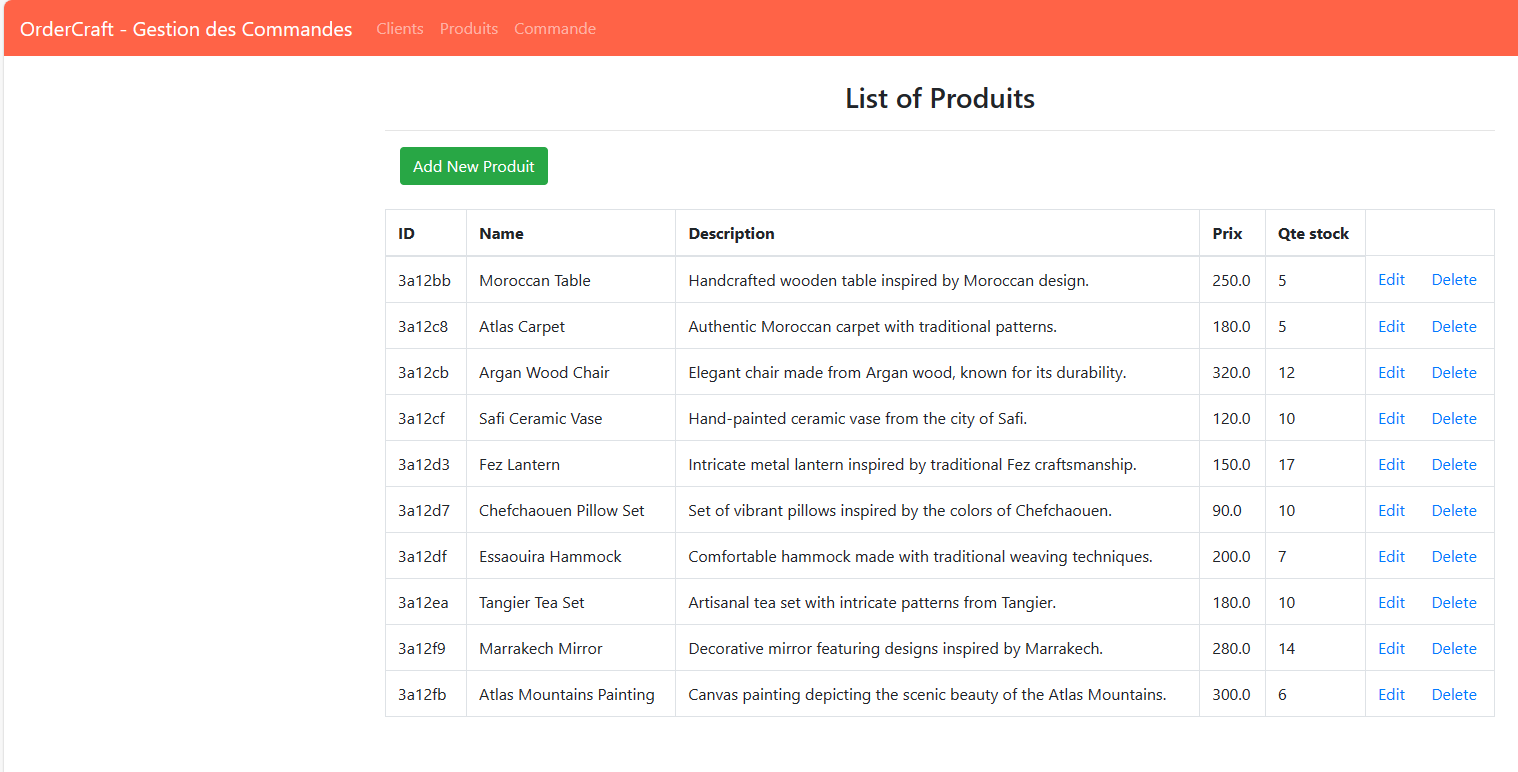 OrderCraft - Gestion des Commandes Clients Produits Commande
List of Produits
Add New Produit
ID Name Description Prix Qte stock
3a12bb Moroccan Table Handcrafted wooden table inspired by Moroccan design. 250.0 5 Edit Delete
3a12c8 Atlas Carpet Authentic Moroccan carpet with traditional patterns. 180.0 5 Edit Delete
3a12cb Argan Wood Chair Elegant chair made from Argan wood, known for its durability. 320.0 12 Edit Delete
3a12cf Safi Ceramic Vase Hand-painted ceramic vase from the city of Safi. 120.0 10 Edit Delete
3a12d3 Fez Lantern Intricate metal lantern inspired by traditional Fez craftsmanship. 150.0 17 Edit Delete
3a12d7 Chefchaouen Pillow Set Set of vibrant pillows inspired by the colors of Chefchaouen. 90.0 10 Edit Delete
3a12df Essaouira Hammock Comfortable hammock made with traditional weaving techniques. 200.0 7 Edit Delete
3a12ea Tangier Tea Set Artisanal tea set with intricate patterns from Tangier. 180.0 10 Edit Delete
3a12f9 Marrakech Mirror Decorative mirror featuring designs inspired by Marrakech. 280.0 14 Edit Delete
3a12fb Atlas Mountains Painting Canvas painting depicting the scenic beauty of the Atlas Mountains. 300.0 6 Edit Delete